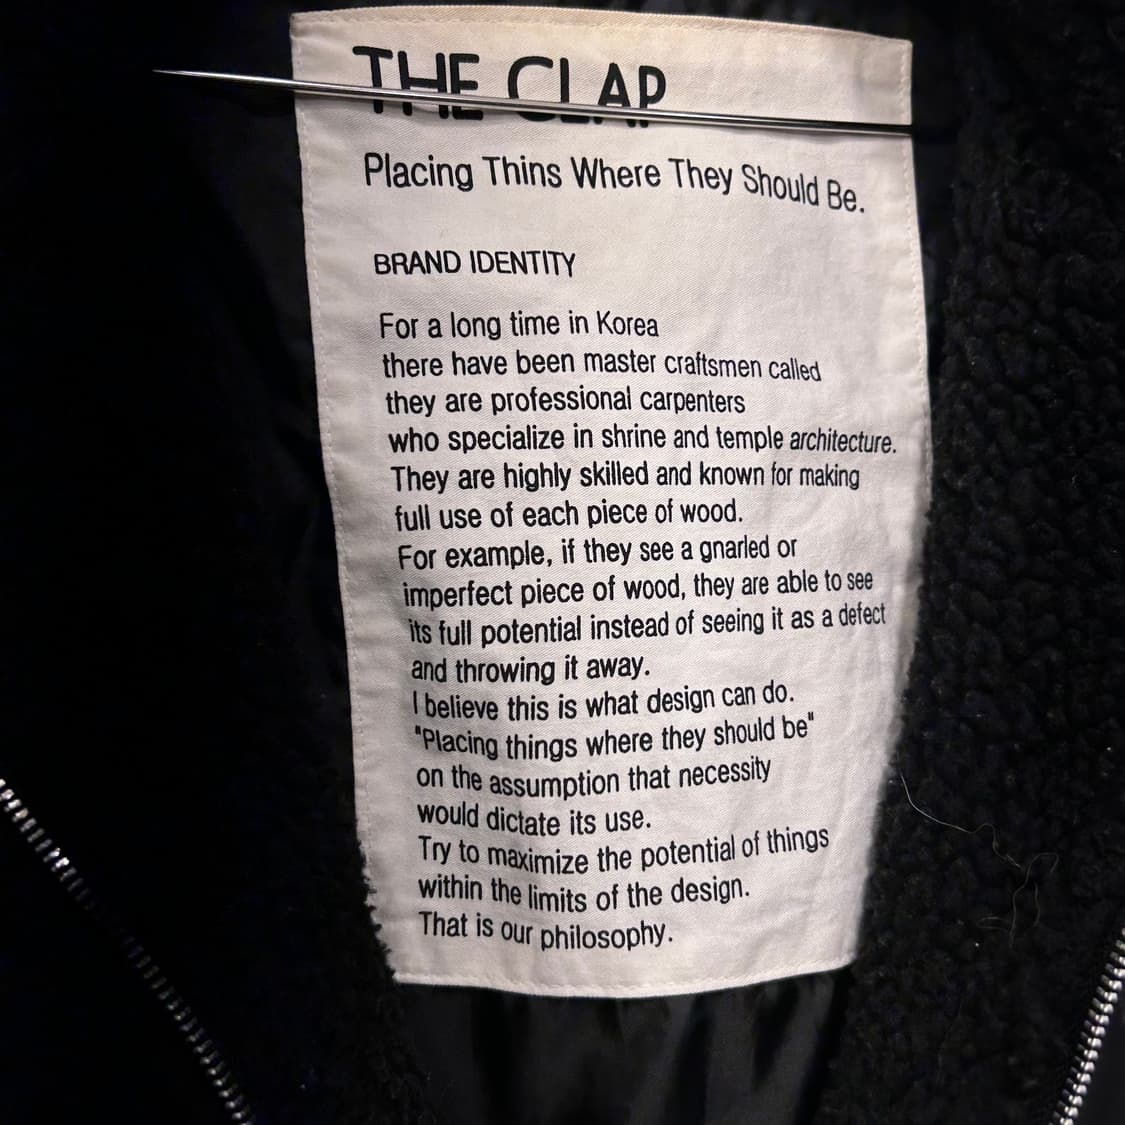 THE CLAP
Placing Thins Where They Should Be.
BRAND IDENTITY
For a long time in Korea
there have been master craftsmen called
they are professional carpenters
who specialize in shrine and temple architecture.
They are highly skilled and known for making
full use of each piece of wood.
For example, if they see a gnarled or
imperfect piece of wood, they are able to see
its full potential instead of seeing it as a defect
and throwing it away.
I believe this is what design can do.
"Placing things where they should be"
on the assumption that necessity
would dictate its use.
Try to maximize the potential of things
within the limits of the design.
That is our philosophy.